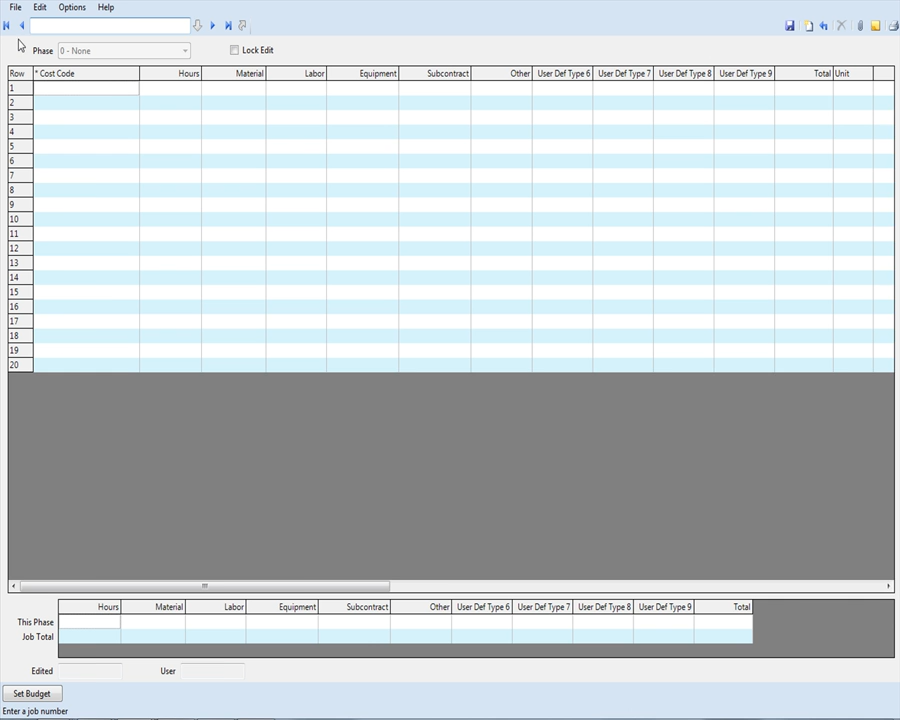 File Edit Options Help
Phase 0 - None Lock Edit
Row * Cost Code Hours Material Labor Equipment Subcontract Other User Def Type 6 User Def Type 7 User Def Type 8 User Def Type 9 Total Unit
1
2
3
4
5
6
7
8
9
10
11
12
13
14
15
16
17
18
19
20
Hours Material Labor Equipment Subcontract Other User Def Type 6 User Def Type 7 User Def Type 8 User Def Type 9 Total
This Phase
Job Total
Edited User
Set Budget
Enter a job number